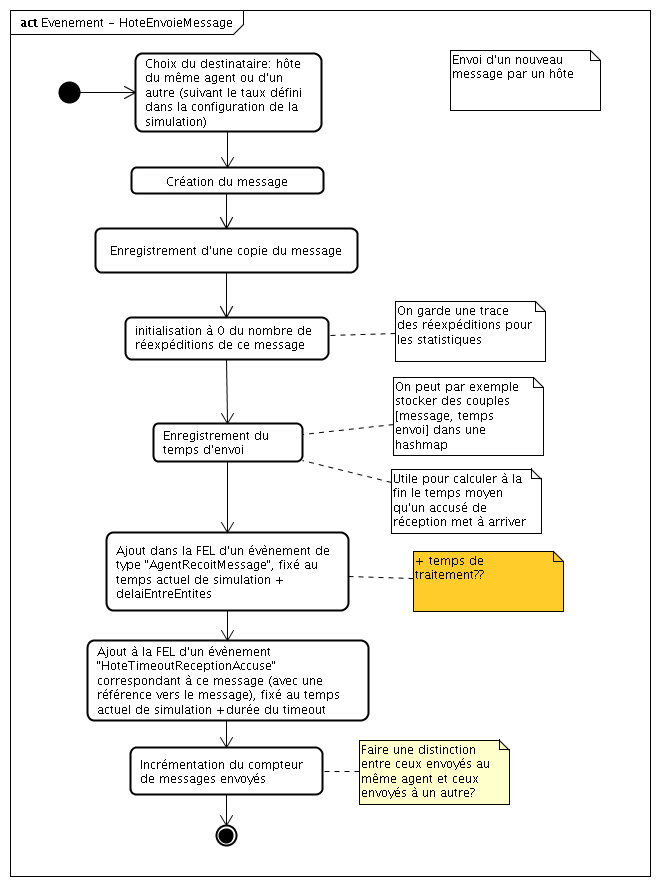 act Evenement - HoteEnvoieMessage
Choix du destinataire: hôte
du même agent ou d'un
autre (suivant le taux défini
dans la configuration de la
simulation)
Envoi d'un nouveau
message par un hôte
Création du message
Enregistrement d'une copie du message
initialisation à 0 du nombre de
réexpéditions de ce message
On garde une trace
des réexpéditions pour
les statistiques
On peut par exemple
stocker des couples
[message, temps
envoi] dans une
hashmap
Enregistrement du
temps d'envoi
Utile pour calculer à la
fin le temps moyen
qu'un accusé de
réception met à arriver
Ajout dans la FEL d'un évènement de
type "AgentRecoitMessage", fixé au
temps actuel de simulation +
delaiEntreEntites
+ temps de
traitement??
Ajout à la FEL d'un évènement
"HoteTimeoutReceptionAccuse"
correspondant à ce message (avec une
référence vers le message), fixé au temps
actuel de simulation +durée du timeout
Incrémentation du compteur
de messages envoyés
Faire une distinction
entre ceux envoyés au
même agent et ceux
envoyés à un autre?